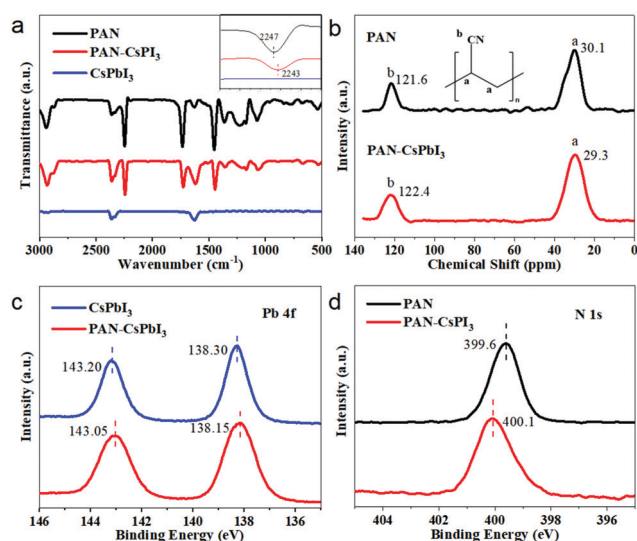 a
PAN
PAN-CsPI3
CsPbI3
2247
2243
Transmittance (a.u.)
3000 2500 2000 1500 1000 500
Wavenumber (cm-1)
b
PAN
b CN
a a n
b 121.6
a
30.1
PAN-CsPbI3
b
122.4
a
29.3
Intensity (a.u.)
140 120 100 80 60 40 20 0
Chemical Shift (ppm)
c
CsPbI3
PAN-CsPbI3
Pb 4f
143.20
138.30
143.05
138.15
Intensity (a.u.)
146 144 142 140 138 136
Binding Energy (eV)
d
PAN
PAN-CsPI3
N 1s
399.6
400.1
Intensity (a.u.)
404 402 400 398 396
Binding Energy (eV)